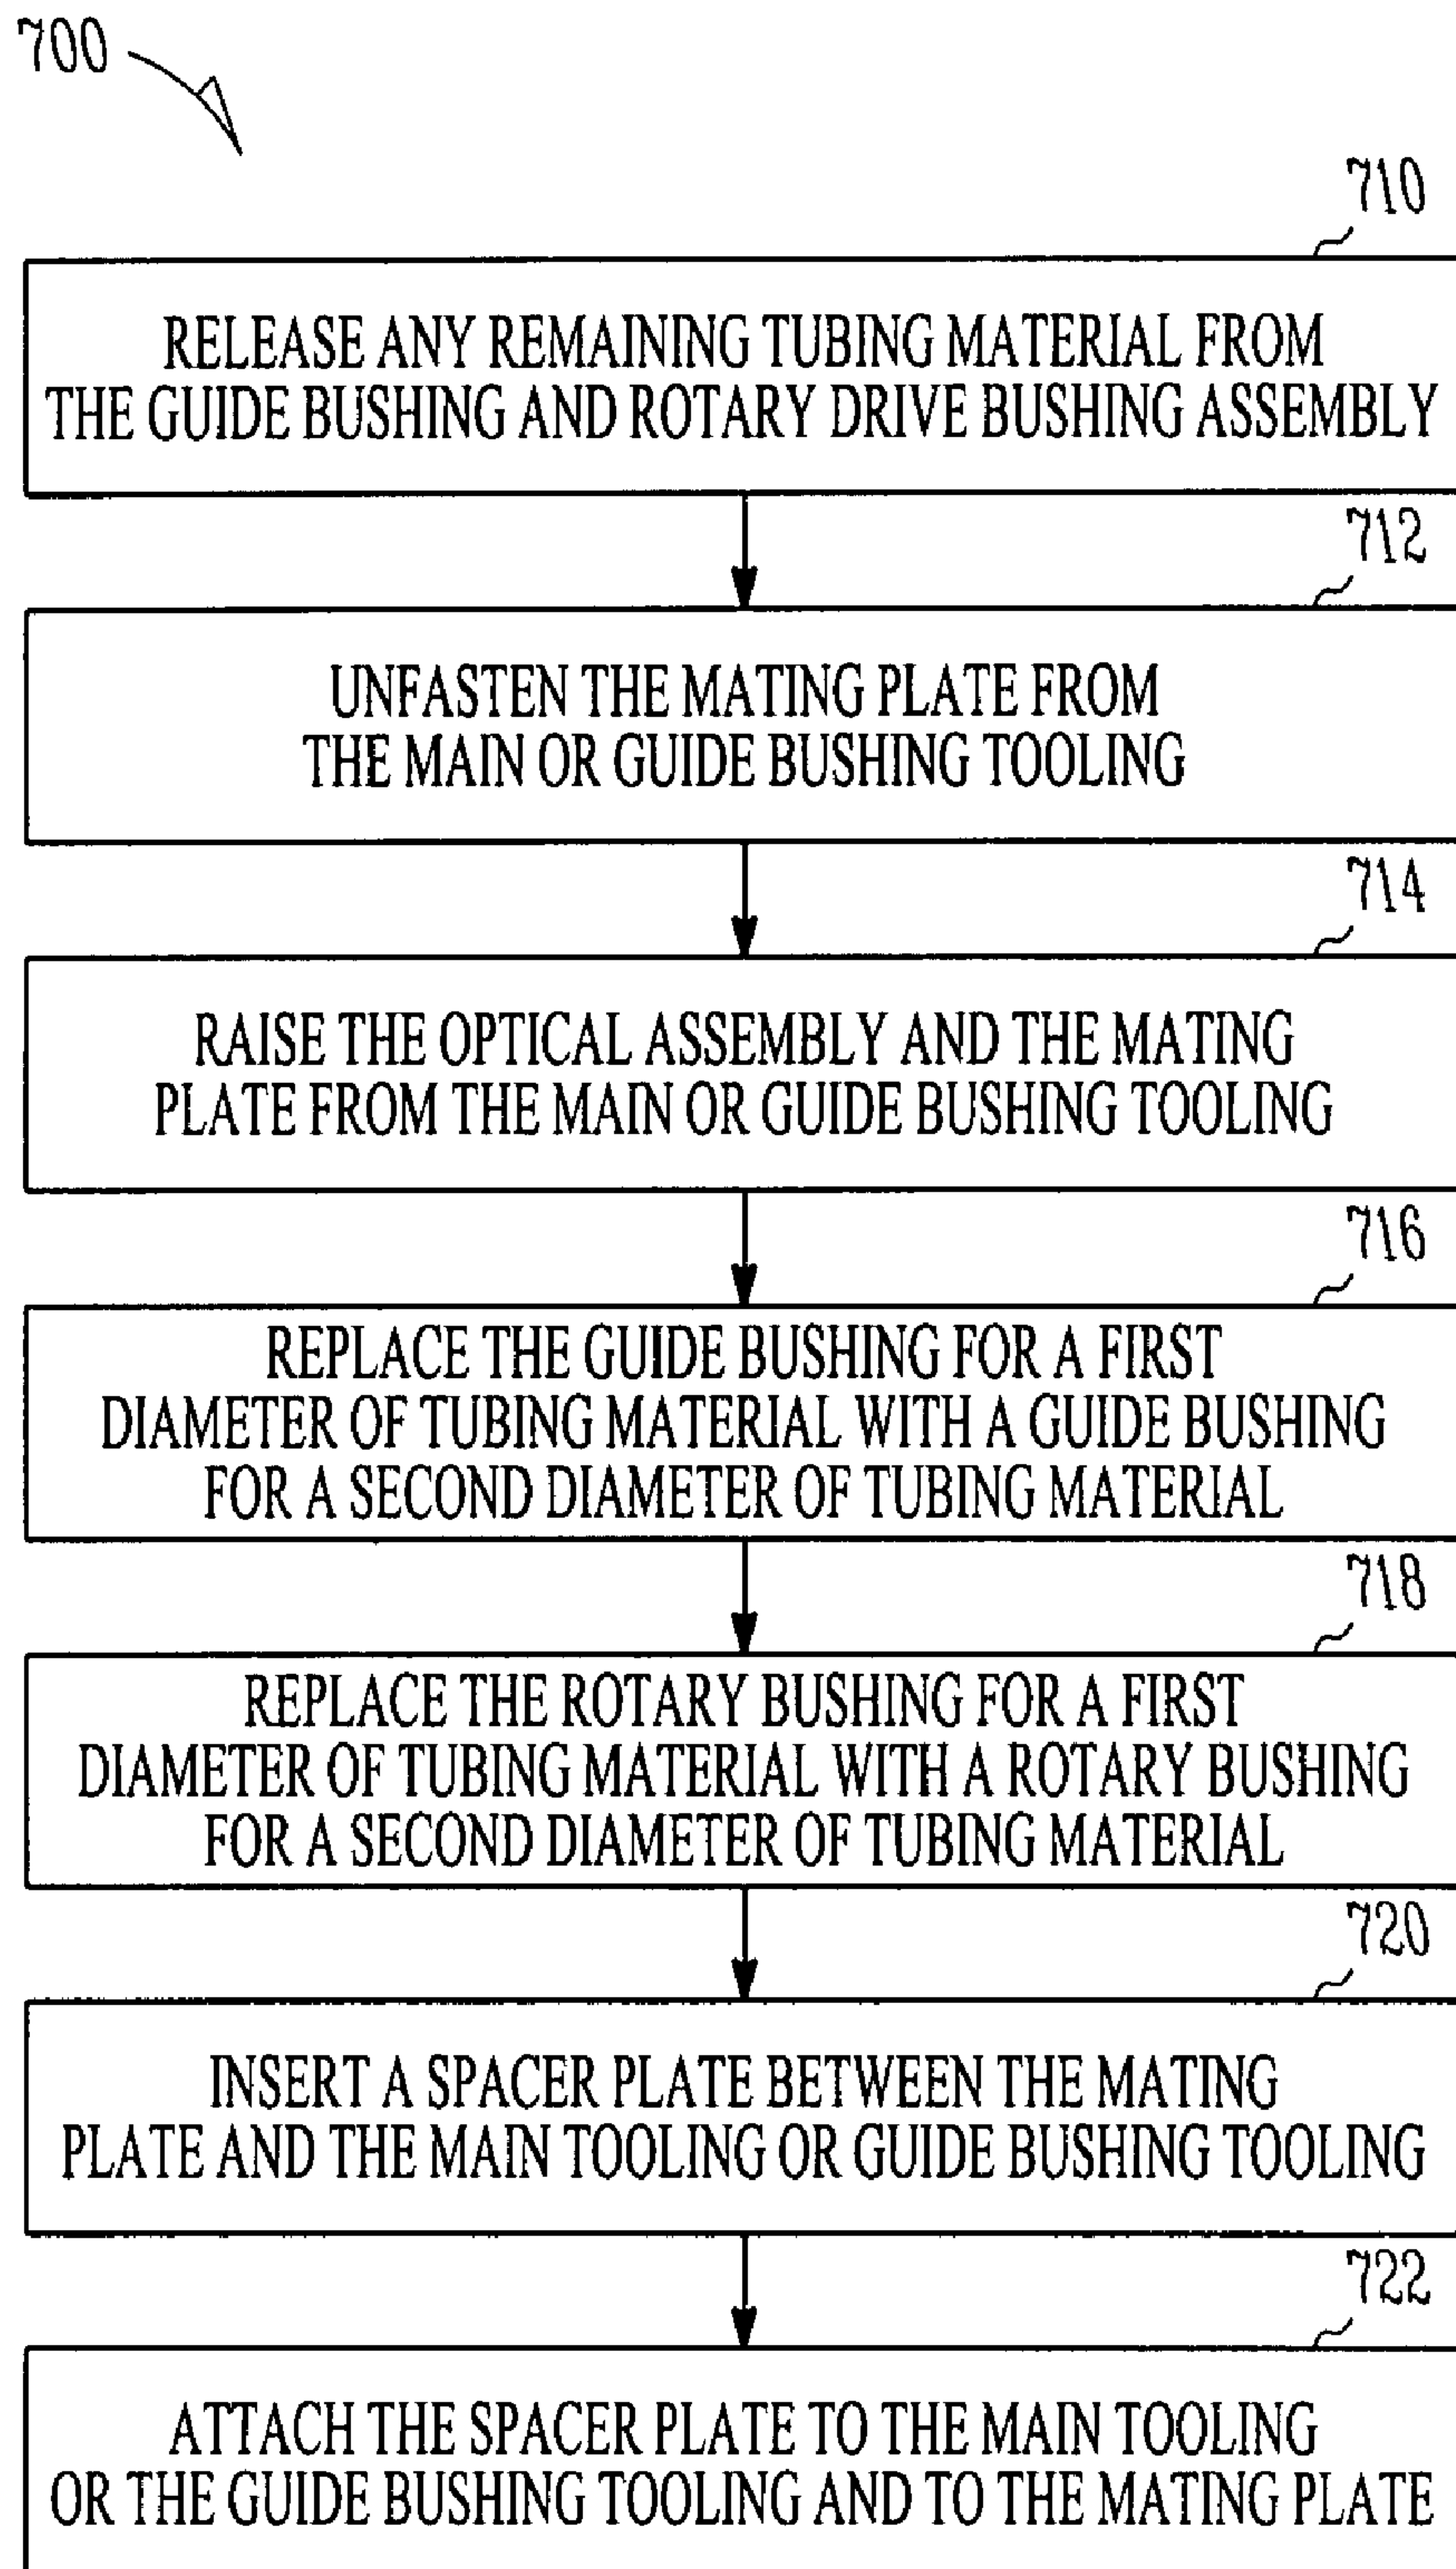 700
710
RELEASE ANY REMAINING TUBING MATERIAL FROM
THE GUIDE BUSHING AND ROTARY DRIVE BUSHING ASSEMBLY
712
UNFASTEN THE MATING PLATE FROM
THE MAIN OR GUIDE BUSHING TOOLING
714
RAISE THE OPTICAL ASSEMBLY AND THE MATING
PLATE FROM THE MAIN OR GUIDE BUSHING TOOLING
716
REPLACE THE GUIDE BUSHING FOR A FIRST
DIAMETER OF TUBING MATERIAL WITH A GUIDE BUSHING
FOR A SECOND DIAMETER OF TUBING MATERIAL
718
REPLACE THE ROTARY BUSHING FOR A FIRST
DIAMETER OF TUBING MATERIAL WITH A ROTARY BUSHING
FOR A SECOND DIAMETER OF TUBING MATERIAL
720
INSERT A SPACER PLATE BETWEEN THE MATING
PLATE AND THE MAIN TOOLING OR GUIDE BUSHING TOOLING
722
ATTACH THE SPACER PLATE TO THE MAIN TOOLING
OR THE GUIDE BUSHING TOOLING AND TO THE MATING PLATE